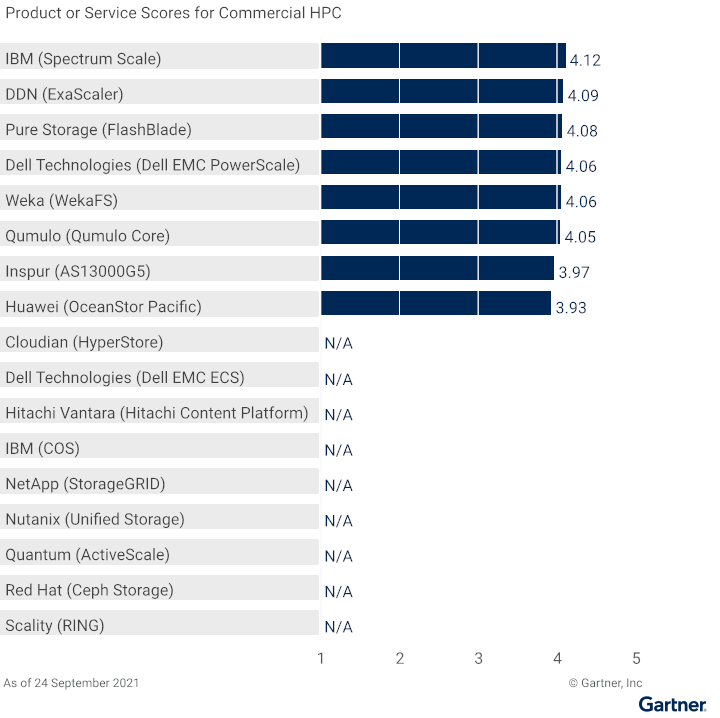 Product or Service Scores for Commercial HPC
IBM (Spectrum Scale) 4.12
DDN (ExaScaler) 4.09
Pure Storage (FlashBlade) 4.08
Dell Technologies (Dell EMC PowerScale) 4.06
Weka (WekaFS) 4.06
Qumulo (Qumulo Core) 4.05
Inspur (AS13000G5) 3.97
Huawei (OceanStor Pacific) 3.93
Cloudian (HyperStore) N/A
Dell Technologies (Dell EMC ECS) N/A
Hitachi Vantara (Hitachi Content Platform) N/A
IBM (COS) N/A
NetApp (StorageGRID) N/A
Nutanix (Unified Storage) N/A
Quantum (ActiveScale) N/A
Red Hat (Ceph Storage) N/A
Scality (RING) N/A
1 2 3 4 5
As of 24 September 2021 © Gartner, Inc
Gartner.